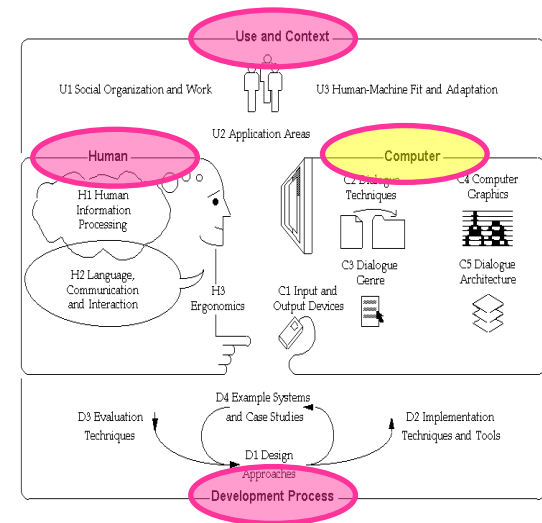 Use and Context
U1 Social Organization and Work
U3 Human-Machine Fit and Adaptation
U2 Application Areas
Human
H1 Human
Information
Processing
H2 Language,
Communication
and Interaction
H3
Ergonomics
Computer
C2 Dialogue
Techniques
C4 Computer
Graphics
C3 Dialogue
Genre
C5 Dialogue
Architecture
C1 Input and
Output Devices
D3 Evaluation
Techniques
D4 Example Systems
and Case Studies
D2 Implementation
Techniques and Tools
D1 Design
Approaches
Development Process